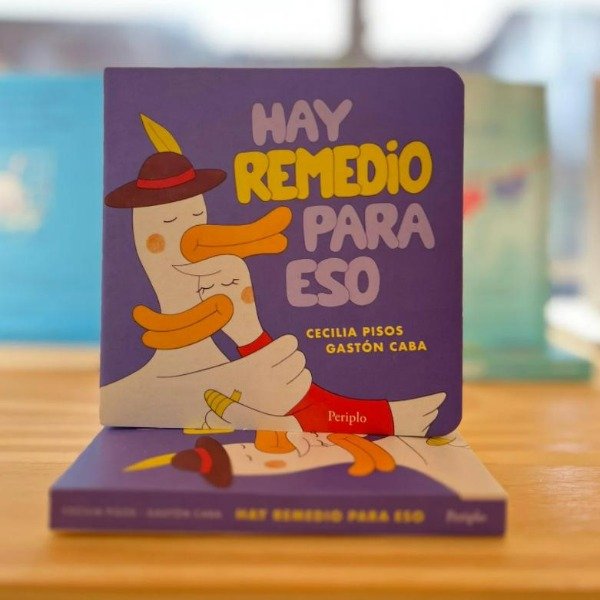 HAY
REMEDIO
PARA
ESO
CECILIA PISOS
GASTÓN CABA
Periplo
CECILIA PISOS · GASTÓN CABA HAY REMEDIO PARA ESO Periplo